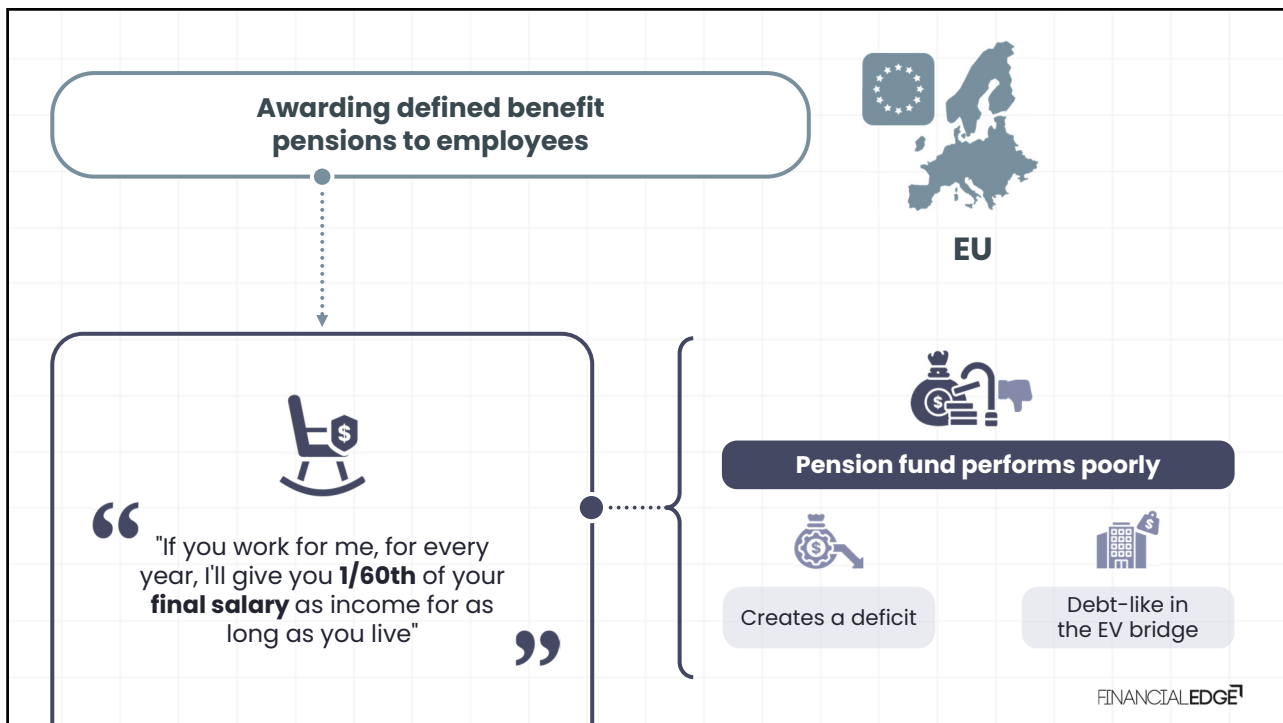 Awarding defined benefit
pensions to employees
EU
“
"If you work for me, for every
year, I'll give you 1/60th of your
final salary as income for as
long as you live"
”
$
$
Pension fund performs poorly
$
$
Creates a deficit
Debt-like in
the EV bridge
FINANCIALEDGE